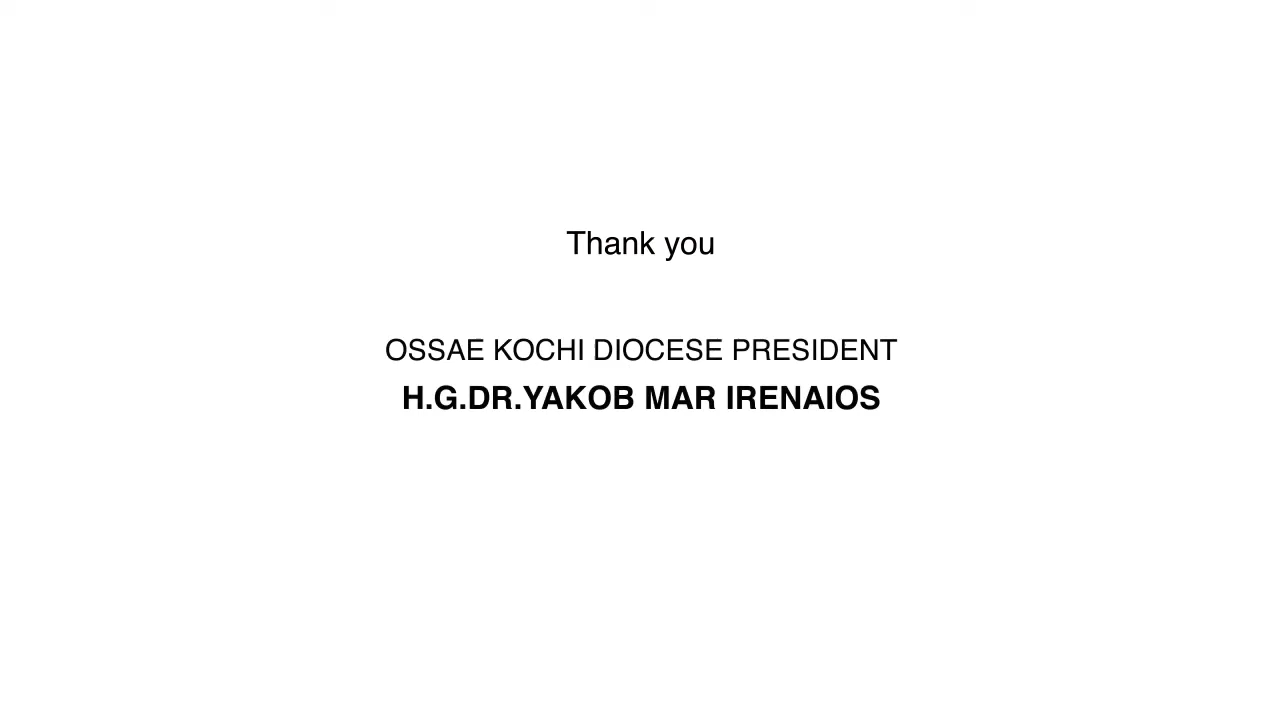 Thank you
OSSAE KOCHI DIOCESE PRESIDENT
H.G.DR.YAKOB MAR IRENAIOS